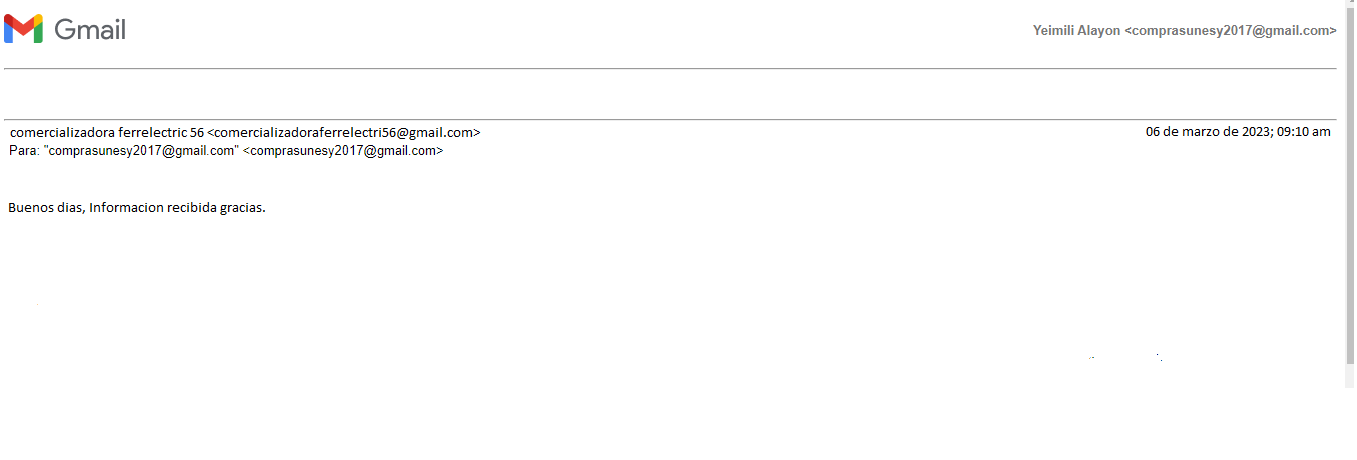 Gmail
Yeimili Alayon <comprasunesy2017@gmail.com>
comercializadora ferrelectric 56 <comercializadoraferrelectri56@gmail.com>
06 de marzo de 2023; 09:10 am
Para: "comprasunesy2017@gmail.com" <comprasunesy2017@gmail.com>
Buenos dias, Informacion recibida gracias.